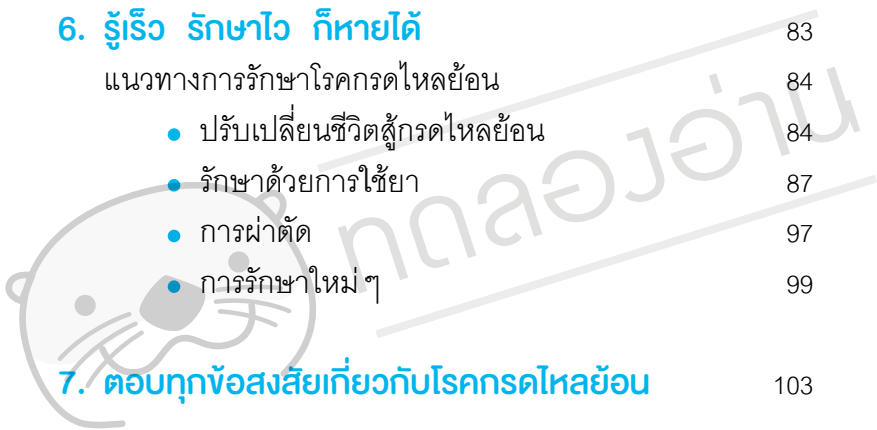 6. รู้เร็ว รักษาไว ก็หายได้ 83
แนวทางการรักษาโรคกรดไหลย้อน 84
• ปรับเปลี่ยนชีวิตสู้กรดไหลย้อน 84
• รักษาด้วยการใช้ยา 87
• การผ่าตัด 97
• การรักษาใหม่ๆ 99
ทดลองอ่าน
7. ตอบทุกข้อสงสัยเกี่ยวกับโรคกรดไหลย้อน 103